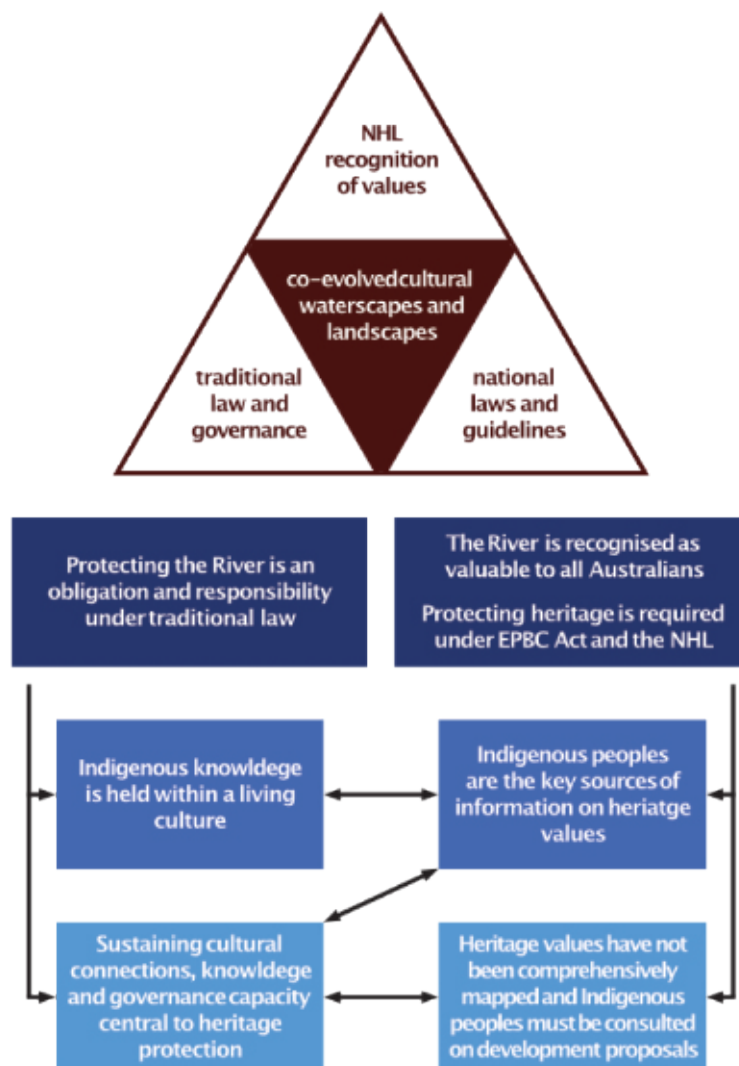 NHL
recognition
of values
co-evolvedcultural
waterscapes and
landscapes
traditional
law and
governance
national
laws and
guidelines
Protecting the River is an
obligation and responsibility
under traditional law
The River is recognised as
valuable to all Australians
Protecting heritage is required
under EPBC Act and the NHL
Indigenous knowldege
is held within a living
culture
Indigenous peoples
are the key sources of
information on heriatge
values
Sustaining cultural
connections, knowldege
and governance capacity
central to heritage
protection
Heritage values have not
been comprehensively
mapped and Indigenous
peoples must be consulted
on development proposals